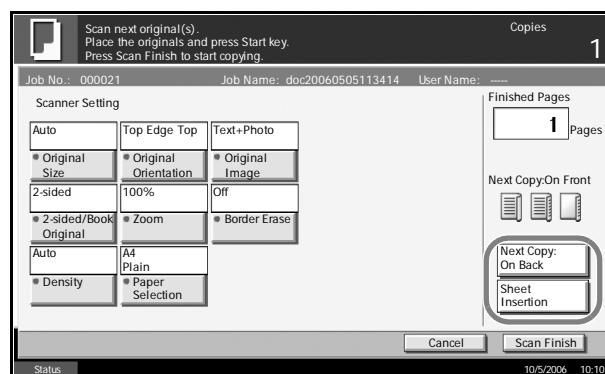 Scan next original(s).
Place the originals and press Start key.
Press Scan Finish to start copying.
Copies
1
Job No.: 000021
Job Name: doc20060505113414
User Name: -----
Scanner Setting
Auto
Top Edge Top
Text+Photo
Original
Size
Original
Orientation
Original
Image
2-sided
100%
Off
2-sided/Book
Original
Zoom
Border Erase
Auto
A4
Plain
Density
Paper
Selection
Finished Pages
1 Pages
Next Copy:On Front
Next Copy:
On Back
Sheet
Insertion
Cancel
Scan Finish
Status
10/5/2006 10:10